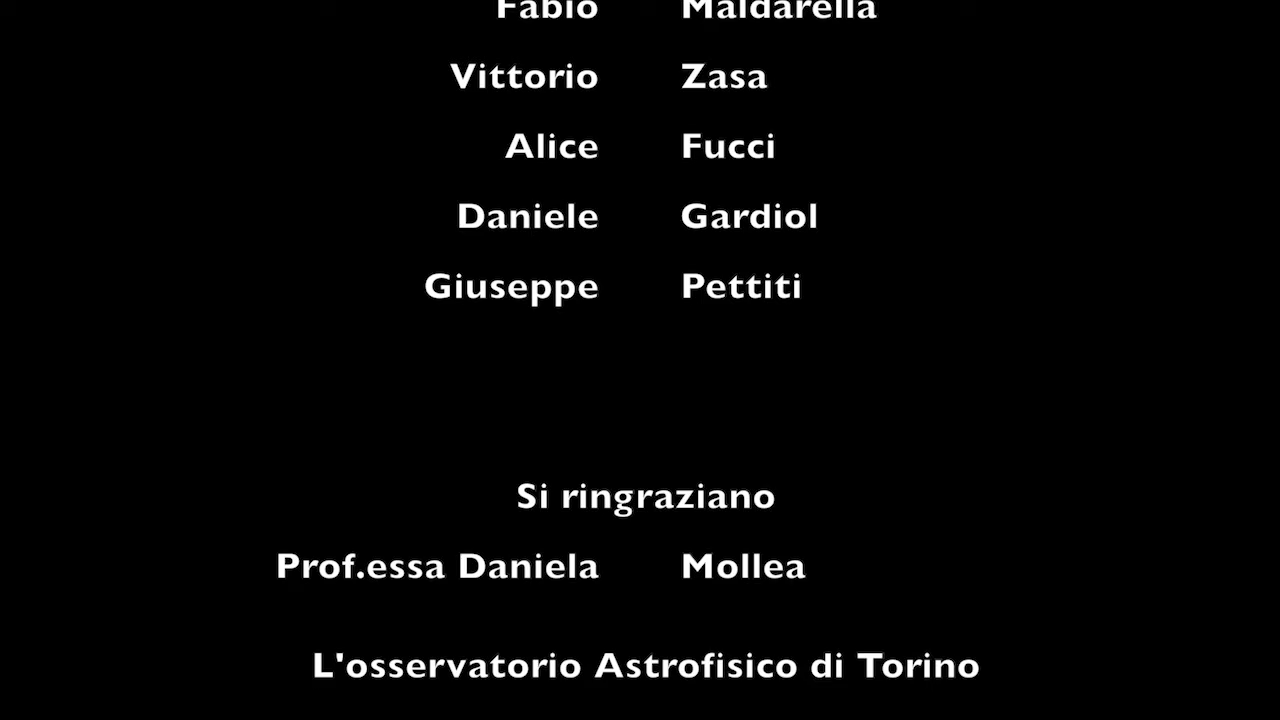 Fabio Maldarella
Vittorio Zasa
Alice Fucci
Daniele Gardiol
Giuseppe Pettiti
Si ringraziano
Prof.essa Daniela Mollea
L'osservatorio Astrofisico di Torino